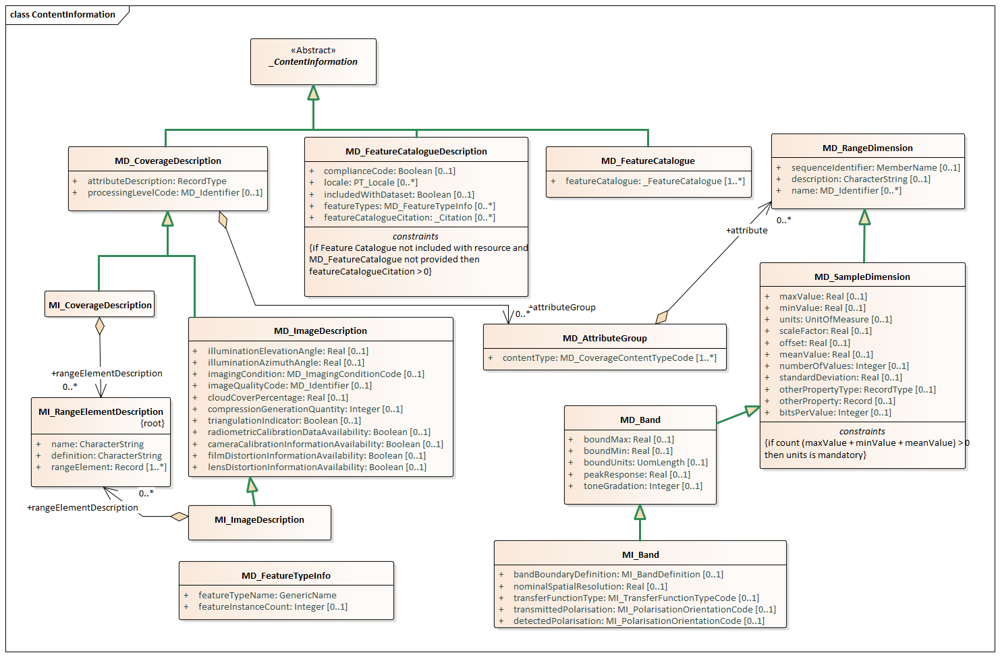 class ContentInformation
«Abstract»
_ContentInformation
MD_CoverageDescription
+ attributeDescription: RecordType
+ processingLevelCode: MD_Identifier [0..1]
MD_FeatureCatalogueDescription
+ complianceCode: Boolean [0..1]
+ locale: PT_Locale [0..*]
+ includedWithDataset: Boolean [0..1]
+ featureTypes: MD_FeatureTypeInfo [0..*]
+ featureCatalogueCitation: _Citation [0..*]
constraints
{if Feature Catalogue not included with resource and
MD_FeatureCatalogue not provided then
featureCatalogueCitation > 0}
MD_FeatureCatalogue
+ featureCatalogue: _FeatureCatalogue [1..*]
MD_RangeDimension
+ sequenceIdentifier: MemberName [0..1]
+ description: CharacterString [0..1]
+ name: MD_Identifier [0..*]
0..*
+attribute
MD_SampleDimension
+ maxValue: Real [0..1]
+ minValue: Real [0..1]
+ units: UnitOfMeasure [0..1]
+ scaleFactor: Real [0..1]
+ offset: Real [0..1]
+ meanValue: Real [0..1]
+ numberOfValues: Integer [0..1]
+ standardDeviation: Real [0..1]
+ otherPropertyType: RecordType [0..1]
+ otherProperty: Record [0..1]
+ bitsPerValue: Integer [0..1]
constraints
{if count (maxValue + minValue + meanValue) > 0
then units is mandatory}
MI_CoverageDescription
+attributeGroup
0..*
MD_AttributeGroup
+ contentType: MD_CoverageContentTypeCode [1..*]
MD_ImageDescription
+ illuminationElevationAngle: Real [0..1]
+ illuminationAzimuthAngle: Real [0..1]
+ imagingCondition: MD_ImagingConditionCode [0..1]
+ imageQualityCode: MD_Identifier [0..1]
+ cloudCoverPercentage: Real [0..1]
+ compressionGenerationQuantity: Integer [0..1]
+ triangulationIndicator: Boolean [0..1]
+ radiometricCalibrationDataAvailability: Boolean [0..1]
+ cameraCalibrationInformationAvailability: Boolean [0..1]
+ filmDistortionInformationAvailability: Boolean [0..1]
+ lensDistortionInformationAvailability: Boolean [0..1]
+rangeElementDescription
0..*
MI_RangeElementDescription
{root}
+ name: CharacterString
+ definition: CharacterString
+ rangeElement: Record [1..*]
0..*
+rangeElementDescription
MI_ImageDescription
MD_Band
+ boundMax: Real [0..1]
+ boundMin: Real [0..1]
+ boundUnits: UomLength [0..1]
+ peakResponse: Real [0..1]
+ toneGradation: Integer [0..1]
MI_Band
+ bandBoundaryDefinition: MI_BandDefinition [0..1]
+ nominalSpatialResolution: Real [0..1]
+ transferFunctionType: MI_TransferFunctionTypeCode [0..1]
+ transmittedPolarisation: MI_PolarisationOrientationCode [0..1]
+ detectedPolarisation: MI_PolarisationOrientationCode [0..1]
MD_FeatureTypeInfo
+ featureTypeName: GenericName
+ featureInstanceCount: Integer [0..1]